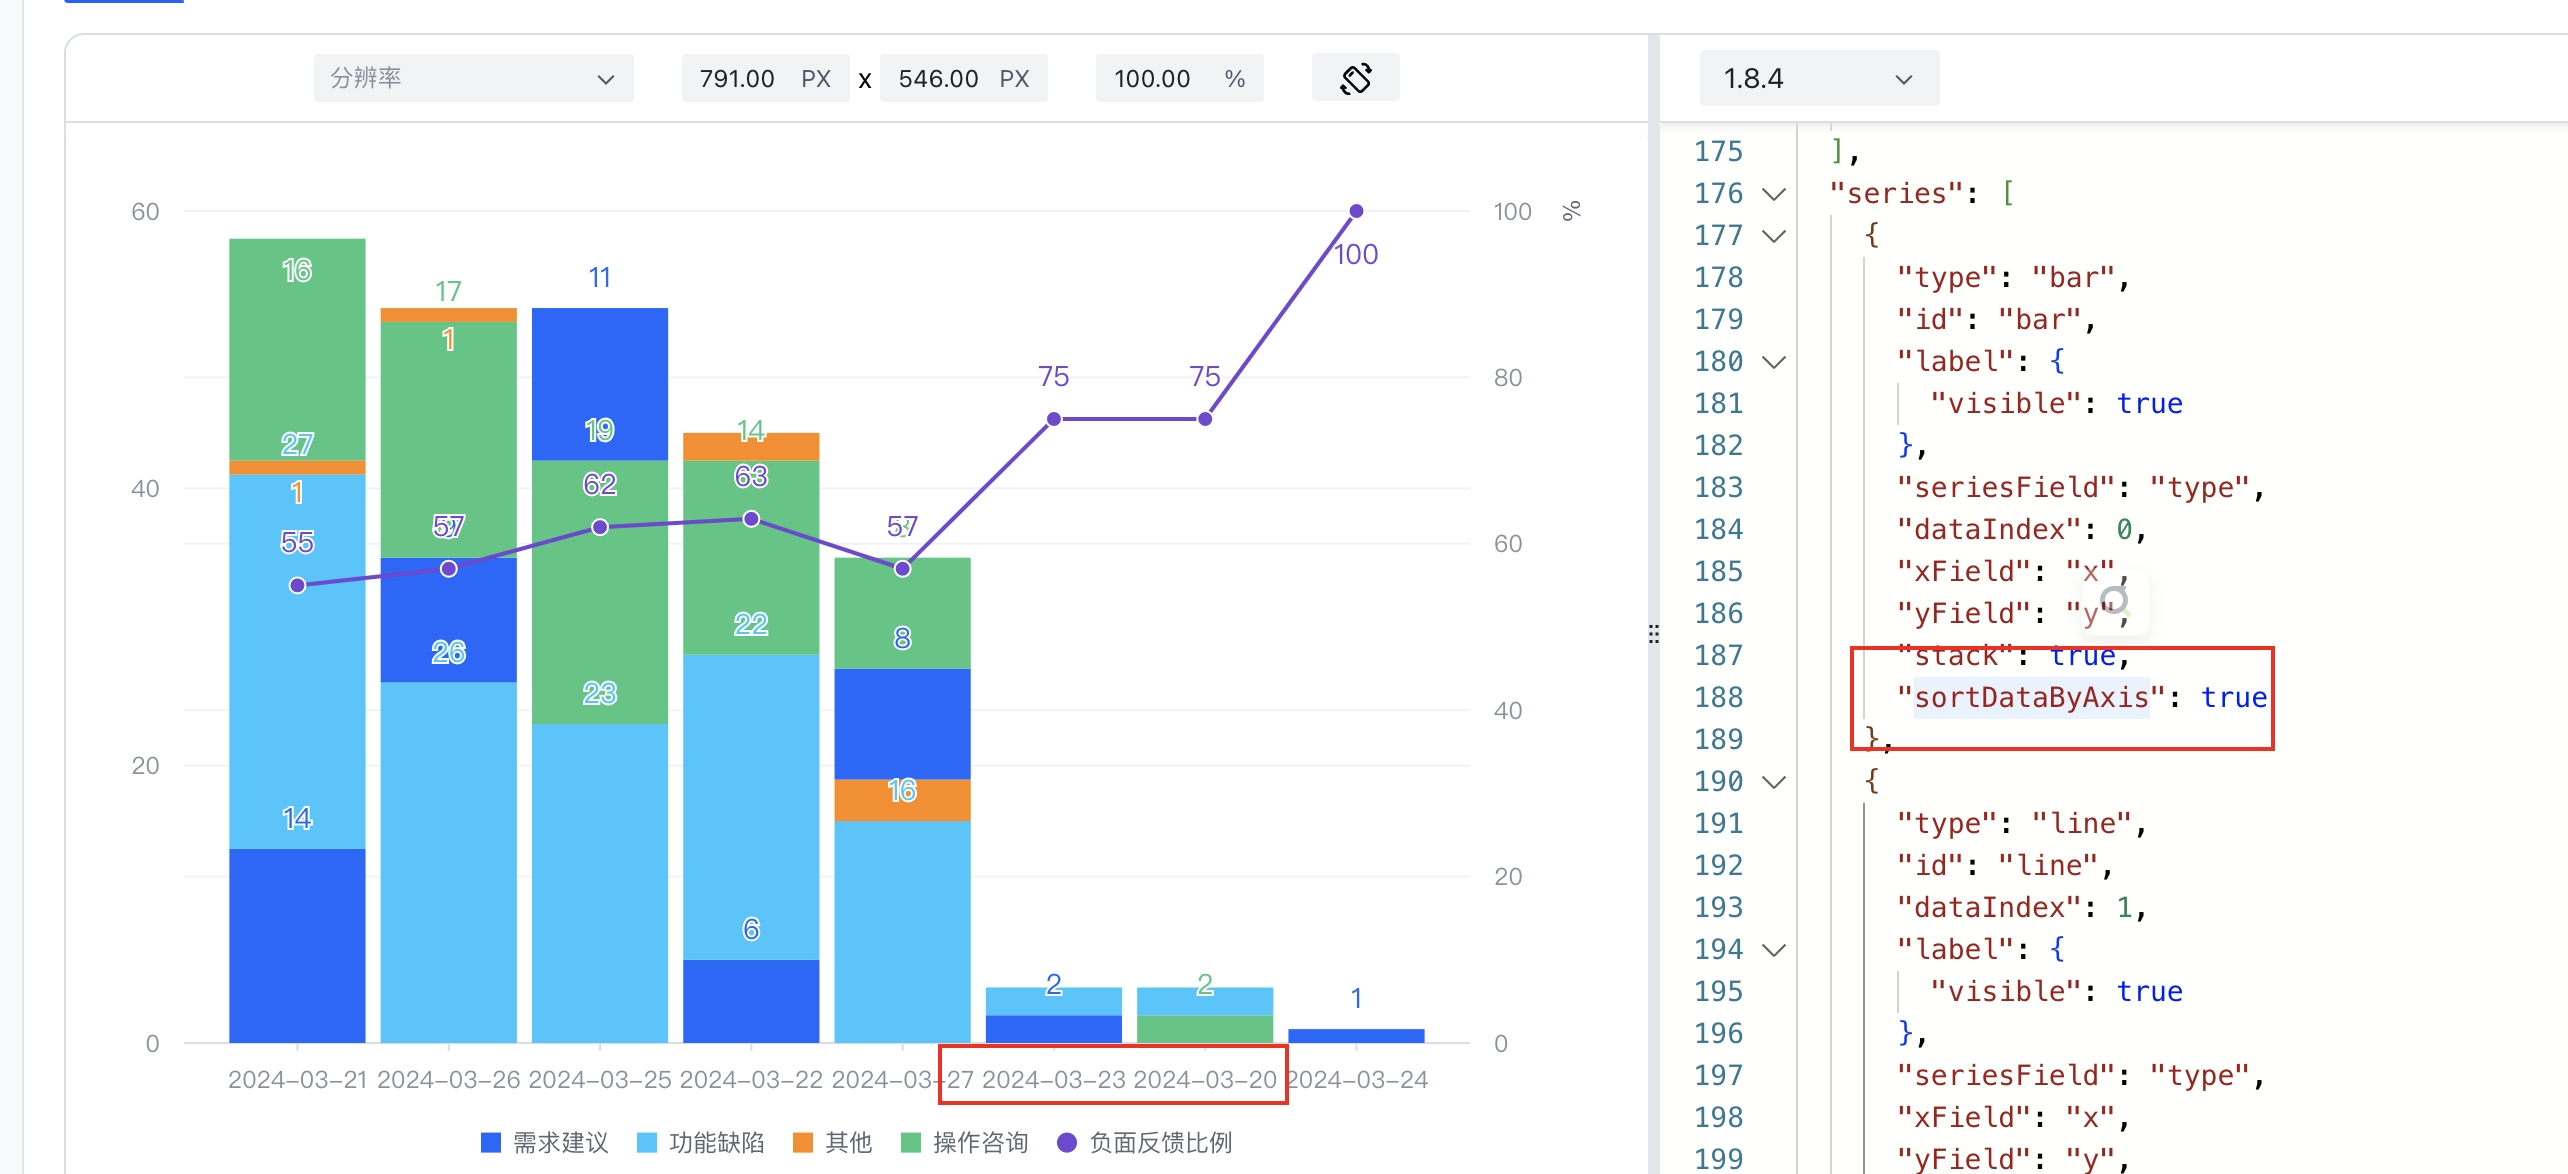 分辨率
791.00 PX x 546.00 PX
100.00 %
1.8.4
60
40
20
0
100
80
60
40
20
0
%
16
27
1
55
14
17
1
57
26
11
19
62
23
14
63
22
6
57
8
16
75
2
75
2
100
1
2024-03-21
2024-03-26
2024-03-25
2024-03-22
2024-03-27
2024-03-23
2024-03-20
2024-03-24
需求建议
功能缺陷
其他
操作咨询
负面反馈比例
175 ],
176 "series": [
177 {
178 "type": "bar",
179 "id": "bar",
180 "label": {
181 "visible": true
182 },
183 "seriesField": "type",
184 "dataIndex": 0,
185 "xField": "x",
186 "yField": "y",
187 "stack": true,
188 "sortDataByAxis": true
189 },
190 {
191 "type": "line",
192 "id": "line",
193 "dataIndex": 1,
194 "label": {
195 "visible": true
196 },
197 "seriesField": "type",
198 "xField": "x",
199 "yField": "y",